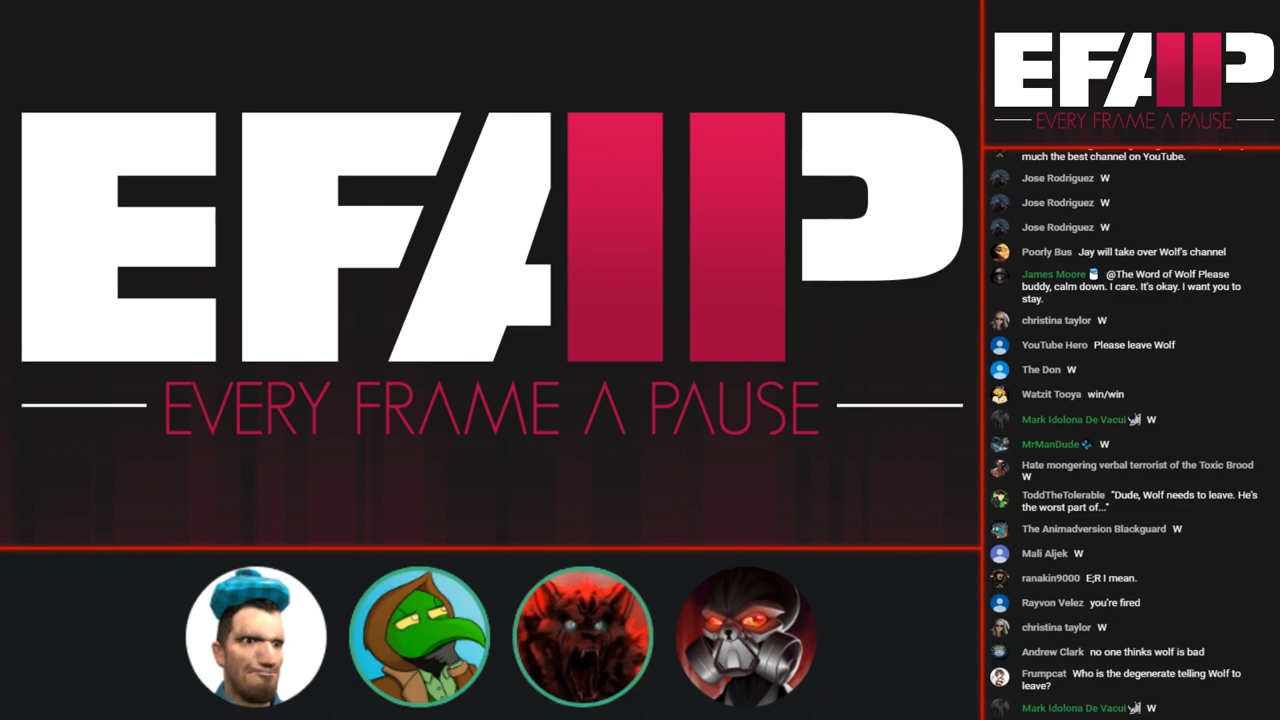 EFAP
EVERY FRAME A PAUSE
EFAP
EVERY FRAME A PAUSE
much the best channel on YouTube.
Jose Rodriguez W
Jose Rodriguez W
Jose Rodriguez W
Poorly Bus Jay will take over Wolf's channel
James Moore @The Word of Wolf Please
buddy, calm down. I care. It's okay. I want you to
stay.
christina taylor W
YouTube Hero Please leave Wolf
The Don W
Watzit Tooya win/win
Mark Idolona De Vacui W
MrManDude W
Hate mongering verbal terrorist of the Toxic Brood
W
ToddTheTolerable "Dude, Wolf needs to leave. He's
the worst part of..."
The Animadversion Blackguard W
Mali Aljek W
ranakin9000 E;R I mean.
Rayvon Velez you're fired
christina taylor W
Andrew Clark no one thinks wolf is bad
Frumpcat Who is the degenerate telling Wolf to
leave?
Mark Idolona De Vacui W